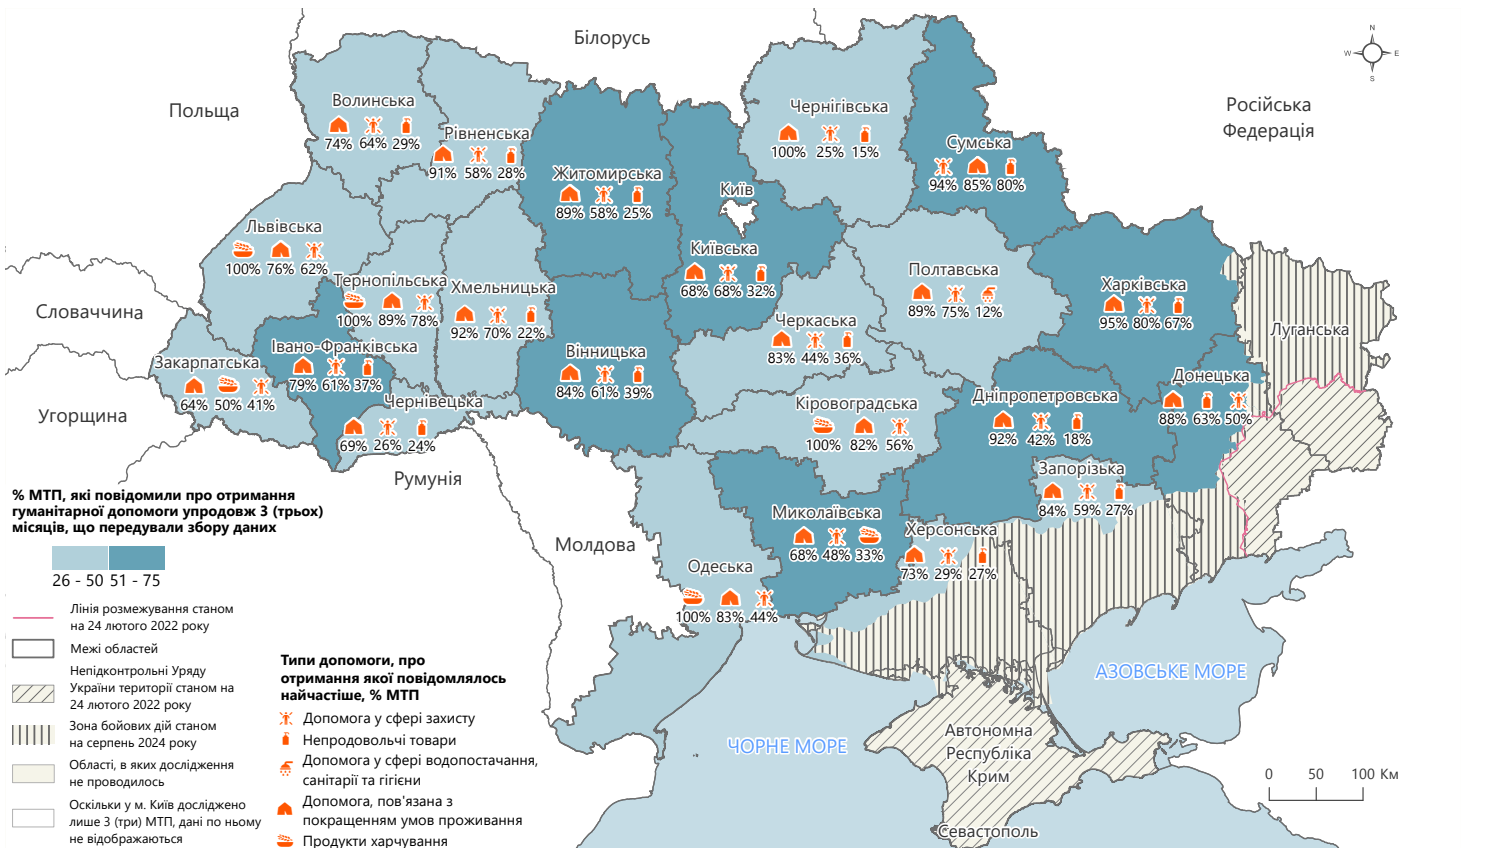 Білорусь
N
W
E
S
Польща
Російська
Федерація
Волинська
74% 64% 29%
Рівненська
91% 58% 28%
Чернігівська
100% 25% 15%
Сумська
94% 85% 80%
Житомирська
89% 58% 25%
Київ
Київська
68% 68% 32%
Львівська
100% 76% 62%
Тернопільська
100% 89% 78%
Хмельницька
92% 70% 22%
Полтавська
89% 75% 12%
Харківська
95% 80% 67%
Луганська
Словаччина
Черкаська
83% 44% 36%
Івано-Франківська
79% 61% 37%
Закарпатська
64% 50% 41%
Вінницька
84% 61% 39%
Донецька
88% 63% 50%
Угорщина
Чернівецька
69% 26% 24%
Кіровоградська
100% 82% 56%
Дніпропетровська
92% 42% 18%
Румунія
Запорізька
84% 59% 27%
Миколаївська
68% 48% 33%
Херсонська
73% 29% 27%
Молдова
Одеська
100% 83% 44%
АЗОВСЬКЕ МОРЕ
ЧОРНЕ МОРЕ
Автономна
Республіка
Крим
Севастополь
0 50 100 Км
% МТП, які повідомили про отримання
гуманітарної допомоги упродовж 3 (трьох)
місяців, що передували збору даних
26 - 50 51 - 75
Лінія розмежування станом
на 24 лютого 2022 року
Межі областей
Непідконтрольні Уряду
України території станом на
24 лютого 2022 року
Зона бойових дій станом
на серпень 2024 року
Області, в яких дослідження
не проводилось
Оскільки у м. Київ досліджено
лише 3 (три) МТП, дані по ньому
не відображаються
Типи допомоги, про
отримання якої повідомлялось
найчастіше, % МТП
Допомога у сфері захисту
Непродовольчі товари
Допомога у сфері водопостачання,
санітарії та гігієни
Допомога, пов'язана з
покращенням умов проживання
Продукти харчування